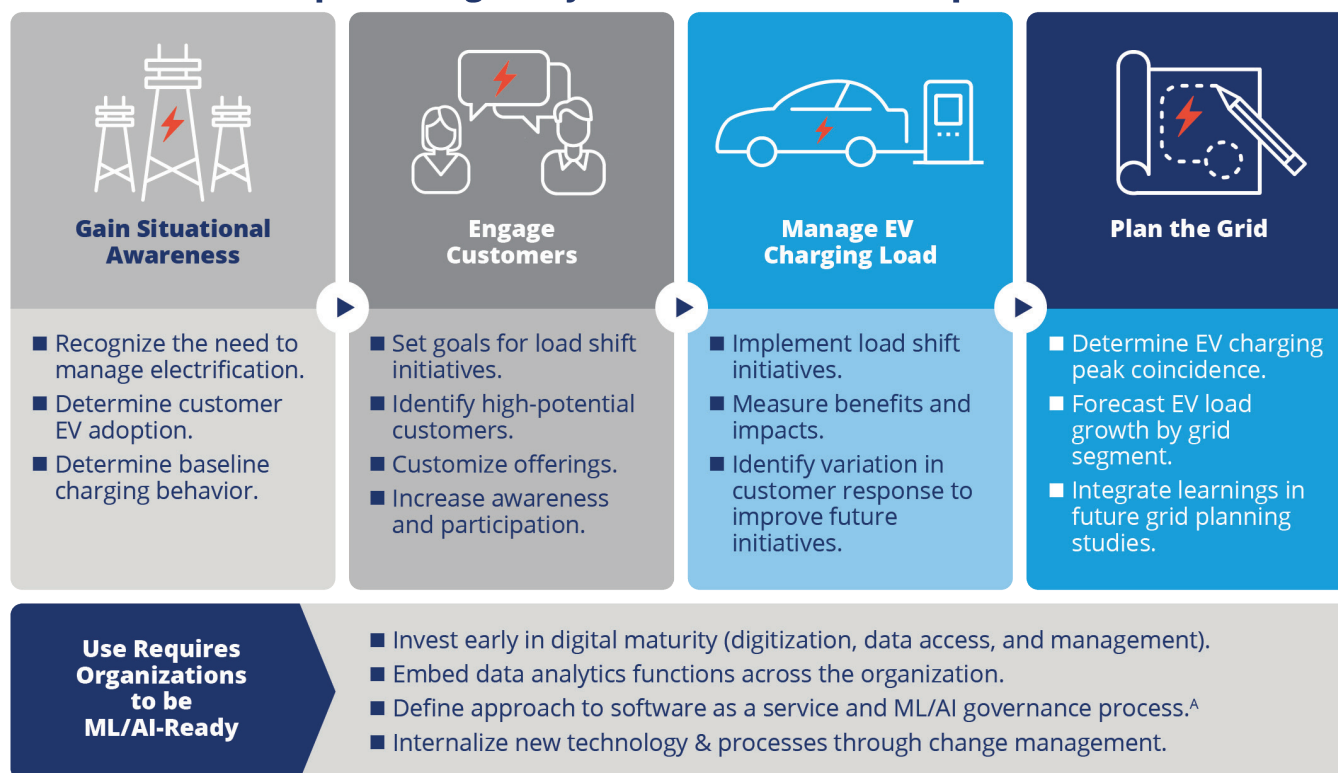 Gain Situational
Awareness
■ Recognize the need to
manage electrification.
■ Determine customer
EV adoption.
■ Determine baseline
charging behavior.
Engage
Customers
■ Set goals for load shift
initiatives.
■ Identify high-potential
customers.
■ Customize offerings.
■ Increase awareness
and participation.
Manage EV
Charging Load
■ Implement load shift
initiatives.
■ Measure benefits and
impacts.
■ Identify variation in
customer response to
improve future
initiatives.
Plan the Grid
■ Determine EV charging
peak coincidence.
■ Forecast EV load
growth by grid
segment.
■ Integrate learnings in
future grid planning
studies.
Use Requires
Organizations
to be
ML/AI-Ready
■ Invest early in digital maturity (digitization, data access, and management).
■ Embed data analytics functions across the organization.
■ Define approach to software as a service and ML/AI governance process.ᴬ
■ Internalize new technology & processes through change management.